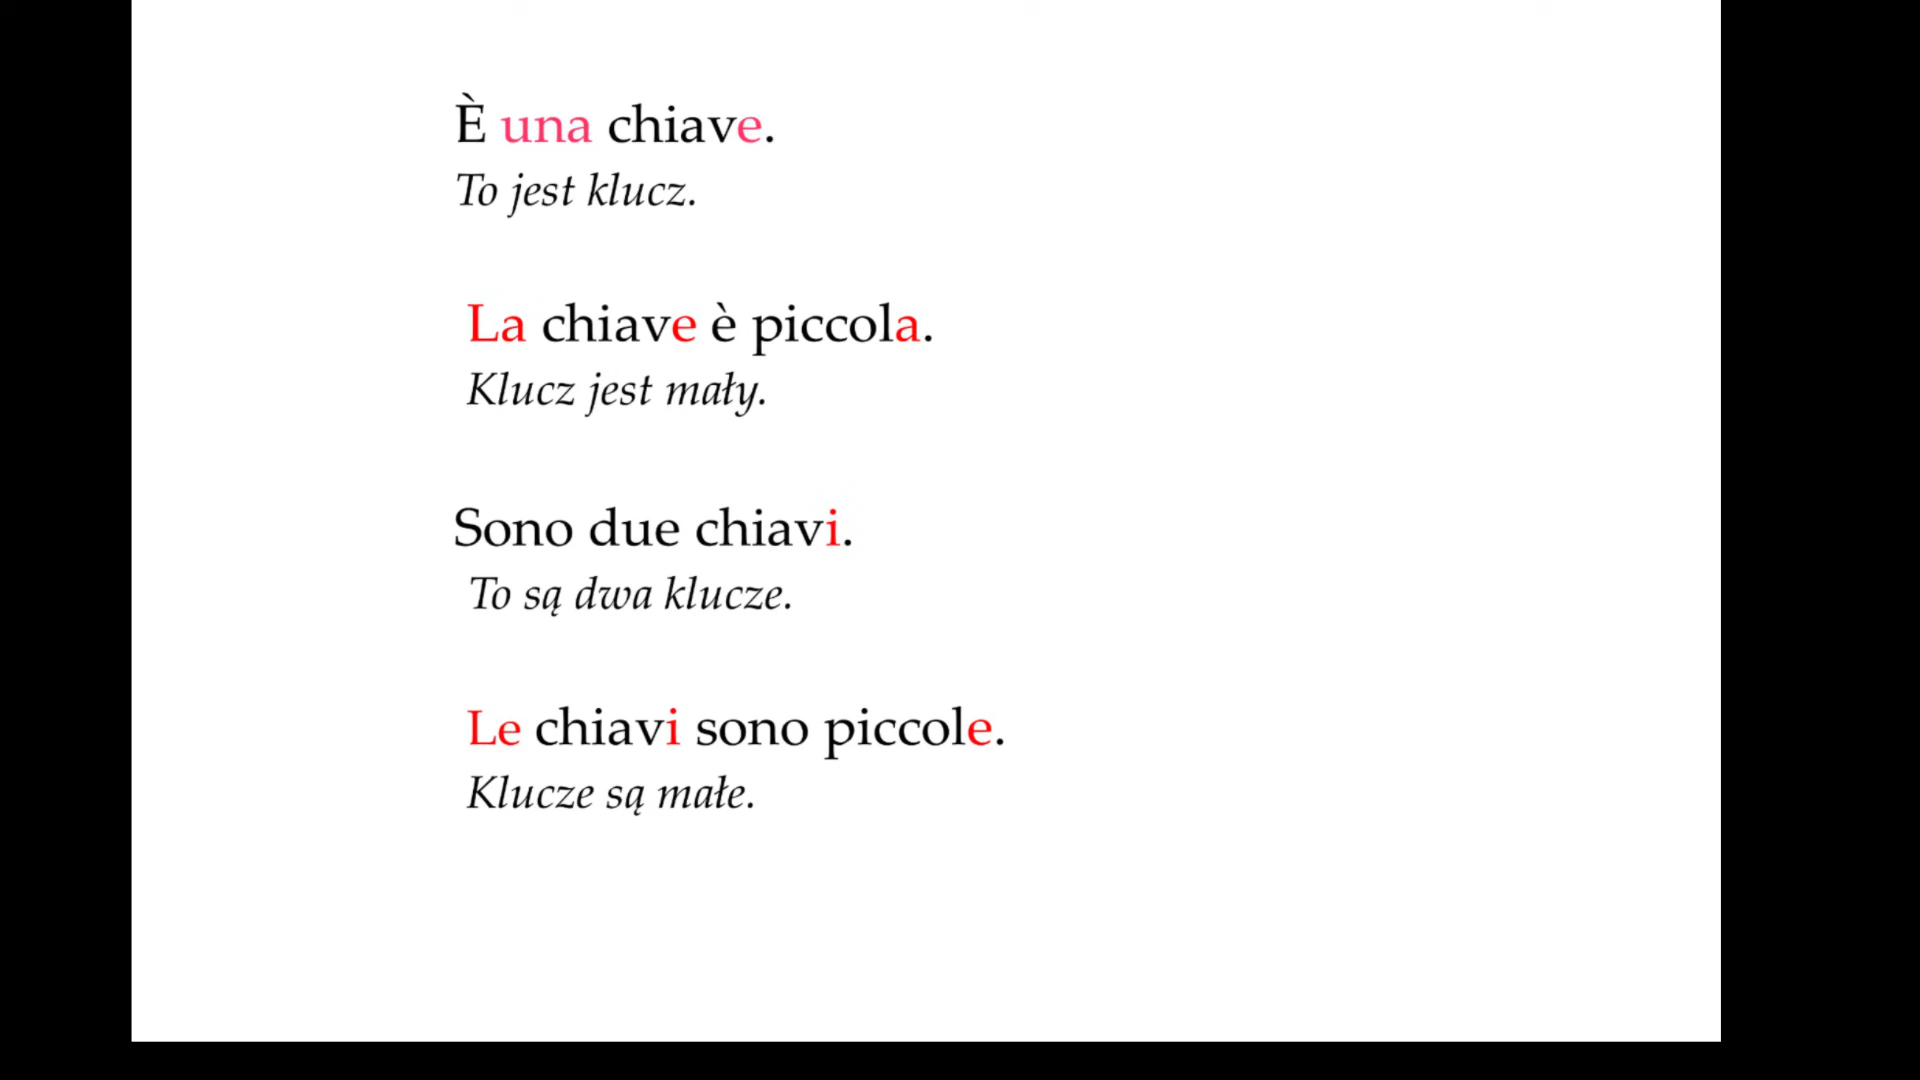 È una chiave.
To jest klucz.
La chiave è piccola.
Klucz jest mały.
Sono due chiavi.
To są dwa klucze.
Le chiavi sono piccole.
Klucze są małe.